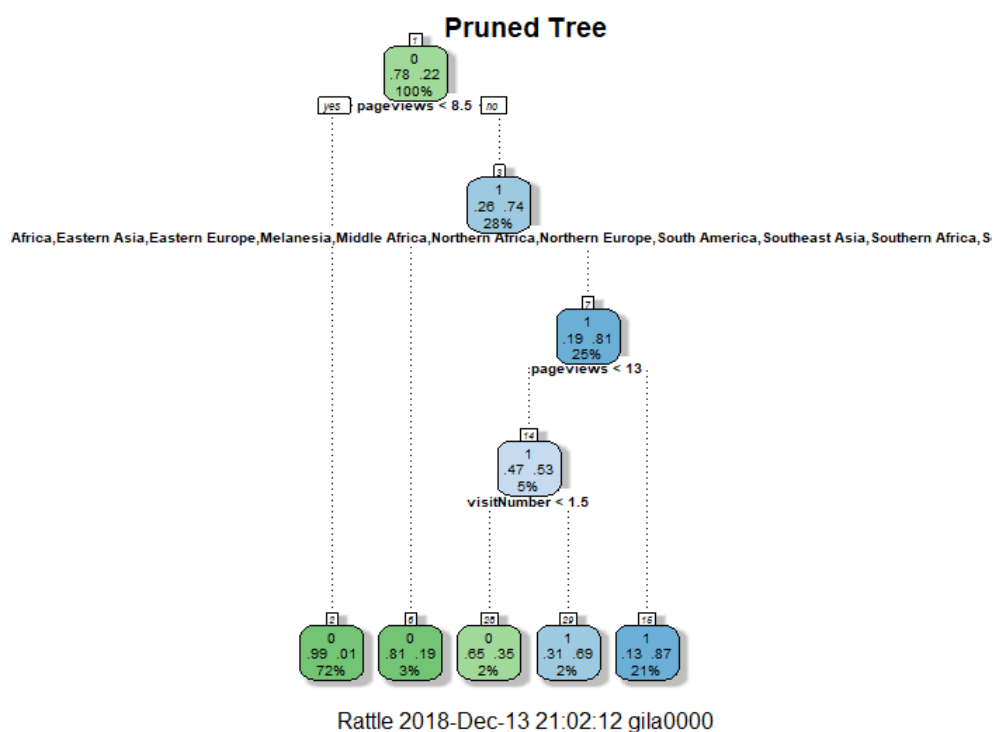 Pruned Tree
1
0
.78 .22
100%
yes pageviews < 8.5 no
3
1
.26 .74
28%
Africa,Eastern Asia,Eastern Europe,Melanesia,Middle Africa,Northern Africa,Northern Europe,South America,Southeast Asia,Southern Africa,S
7
1
.19 .81
25%
pageviews < 13
14
1
.47 .53
5%
visitNumber < 1.5
2 6 28 29 15
0 0 0 1 1
.99 .01 .81 .19 .65 .35 .31 .69 .13 .87
72% 3% 2% 2% 21%
Rattle 2018-Dec-13 21:02:12 gila0000